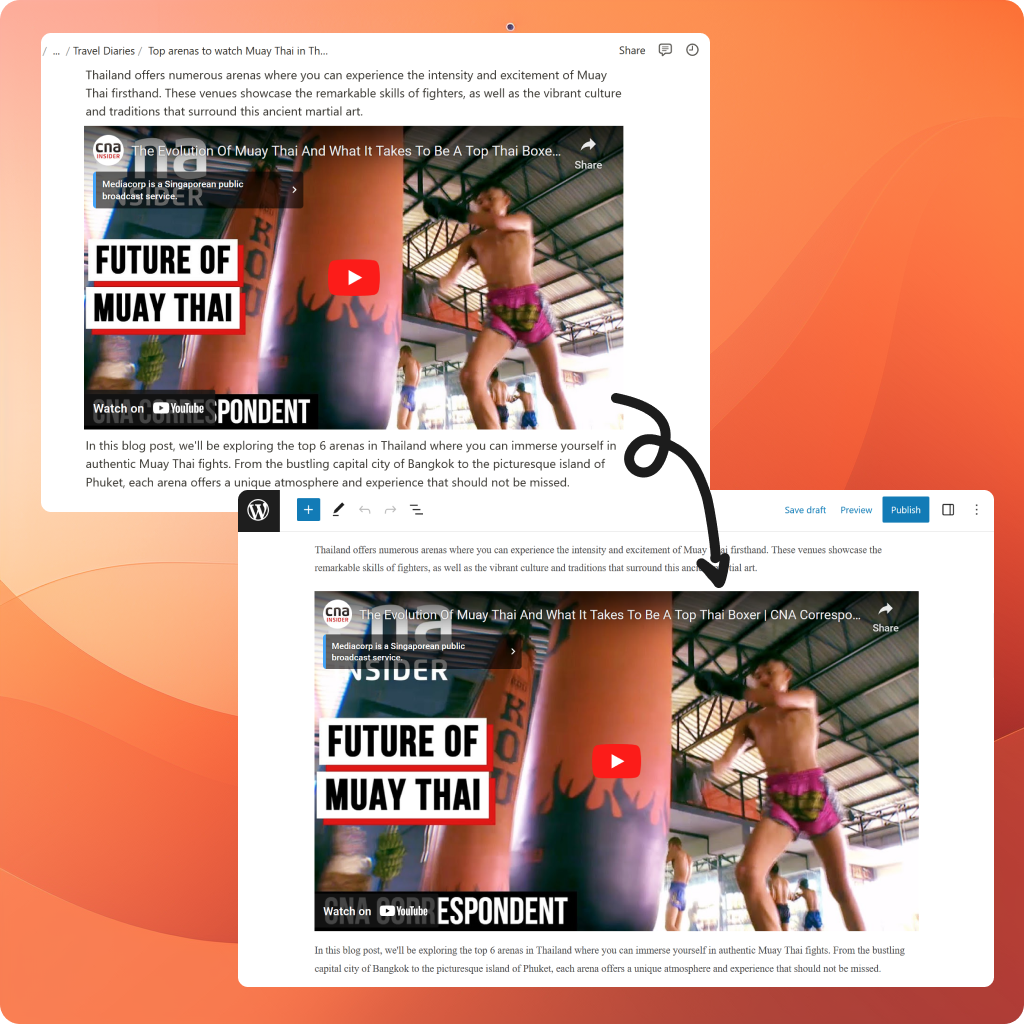 / ... / Travel Diaries / Top arenas to watch Muay Thai in Th...
Share
Thailand offers numerous arenas where you can experience the intensity and excitement of Muay
Thai firsthand. These venues showcase the remarkable skills of fighters, as well as the vibrant culture
and traditions that surround this ancient martial art.
cna
INSIDER
The Evolution Of Muay Thai And What It Takes To Be A Top Thai Boxe...
Share
cna
INSIDER
Mediacorp is a Singaporean public
broadcast service.
FUTURE OF
MUAY THAI
Watch on YouTube
CNA CORRESPONDENT
In this blog post, we'll be exploring the top 6 arenas in Thailand where you can immerse yourself in
authentic Muay Thai fights. From the bustling capital city of Bangkok to the picturesque island of
Phuket, each arena offers a unique atmosphere and experience that should not be missed.
W
Save draft
Preview
Publish
Thailand offers numerous arenas where you can experience the intensity and excitement of Muay firsthand. These venues showcase the
remarkable skills of fighters, as well as the vibrant culture and traditions that surround this art.
cna
INSIDER
The Evolution Of Muay Thai And What It Takes To Be A Top Thai Boxer | CNA Correspo...
Share
cna
INSIDER
Mediacorp is a Singaporean public
broadcast service.
FUTURE OF
MUAY THAI
Watch on YouTube
CNA CORRESPONDENT
In this blog post, we'll be exploring the top 6 arenas in Thailand where you can immerse yourself in authentic Muay Thai fights. From the bustling
capital city of Bangkok to the picturesque island of Phuket, each arena offers a unique atmosphere and experience that should not be missed.